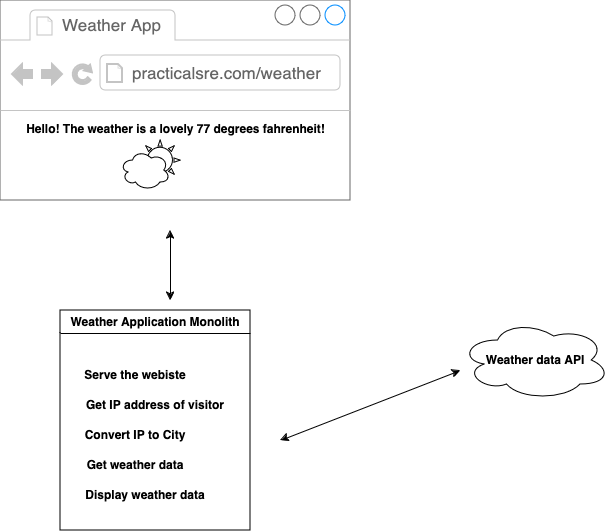 Weather App
practicalsre.com/weather
Hello! The weather is a lovely 77 degrees fahrenheit!
Weather Application Monolith
Serve the webiste
Get IP address of visitor
Convert IP to City
Get weather data
Display weather data
Weather data API